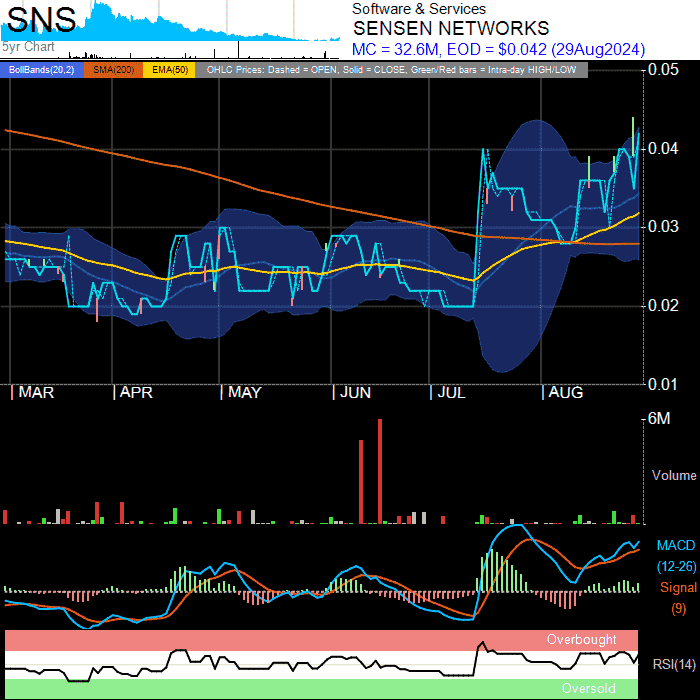 SNS
5yr Chart
Software & Services
SENSEN NETWORKS
MC = 32.6M, EOD = $0.042 (29Aug2024)
BollBands(20,2) SMA(200) EMA(50) OHLC Prices: Dashed = OPEN, Solid = CLOSE, Green/Red bars = Intra-day HIGH/LOW
0.05
0.04
0.03
0.02
0.01
MAR APR MAY JUN JUL AUG
6M
Volume
MACD
(12-26)
Signal
(9)
Overbought
RSI(14)
Oversold